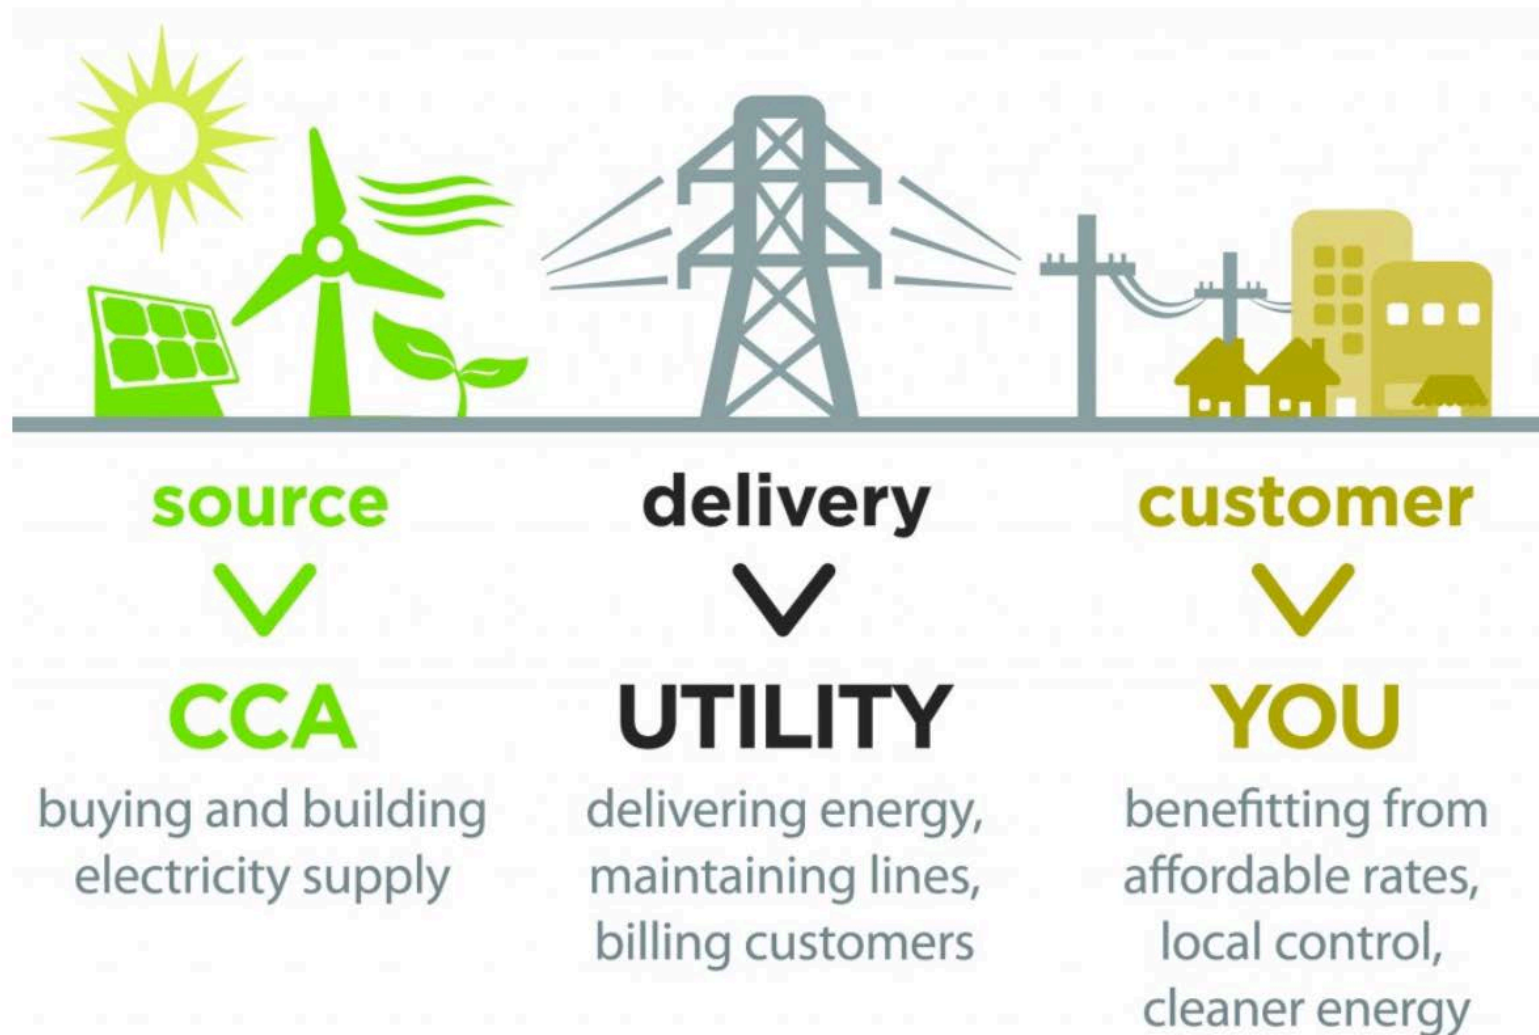 source
CCA
buying and building
electricity supply
delivery
UTILITY
delivering energy,
maintaining lines,
billing customers
customer
YOU
benefitting from
affordable rates,
local control,
cleaner energy